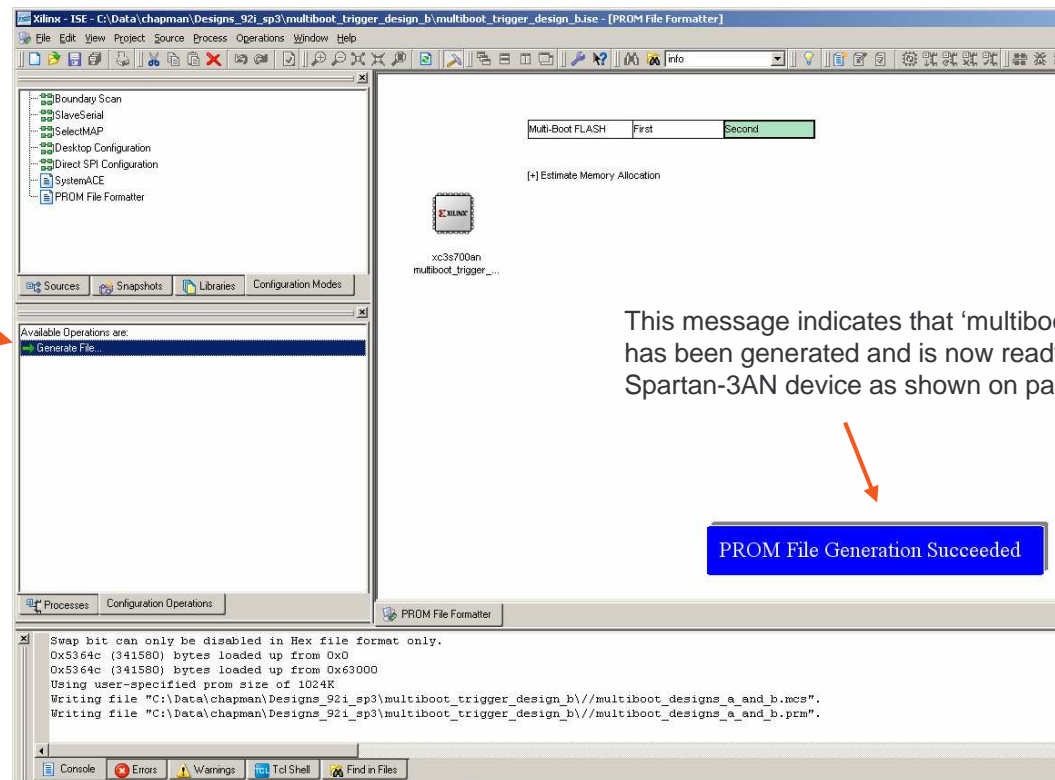 Xilinx - ISE - C:\Data\chapman\Designs_92i_sp3\multiboot_trigger_design_b\multiboot_trigger_design_b.ise - [PROM File Formatter]
File Edit View Project Source Process Operations Window Help
info
Boundary Scan
SlaveSerial
SelectMAP
Desktop Configuration
Direct SPI Configuration
SystemACE
PROM File Formatter
Sources Snapshots Libraries Configuration Modes
Multi-Boot FLASH First Second
[+] Estimate Memory Allocation
XILINX
xc3s700an
multiboot_trigger_...
Available Operations are:
Generate File...
This message indicates that ‘multiboo
has been generated and is now read
Spartan-3AN device as shown on pa
PROM File Generation Succeeded
Processes Configuration Operations
PROM File Formatter
Swap bit can only be disabled in Hex file format only.
0x5364c (341580) bytes loaded up from 0x0
0x5364c (341580) bytes loaded up from 0x63000
Using user-specified prom size of 1024K
Writing file "C:\Data\chapman\Designs_92i_sp3\multiboot_trigger_design_b\//multiboot_designs_a_and_b.mcs".
Writing file "C:\Data\chapman\Designs_92i_sp3\multiboot_trigger_design_b\//multiboot_designs_a_and_b.prm".
Console Errors Warnings Tcl Shell Find in Files